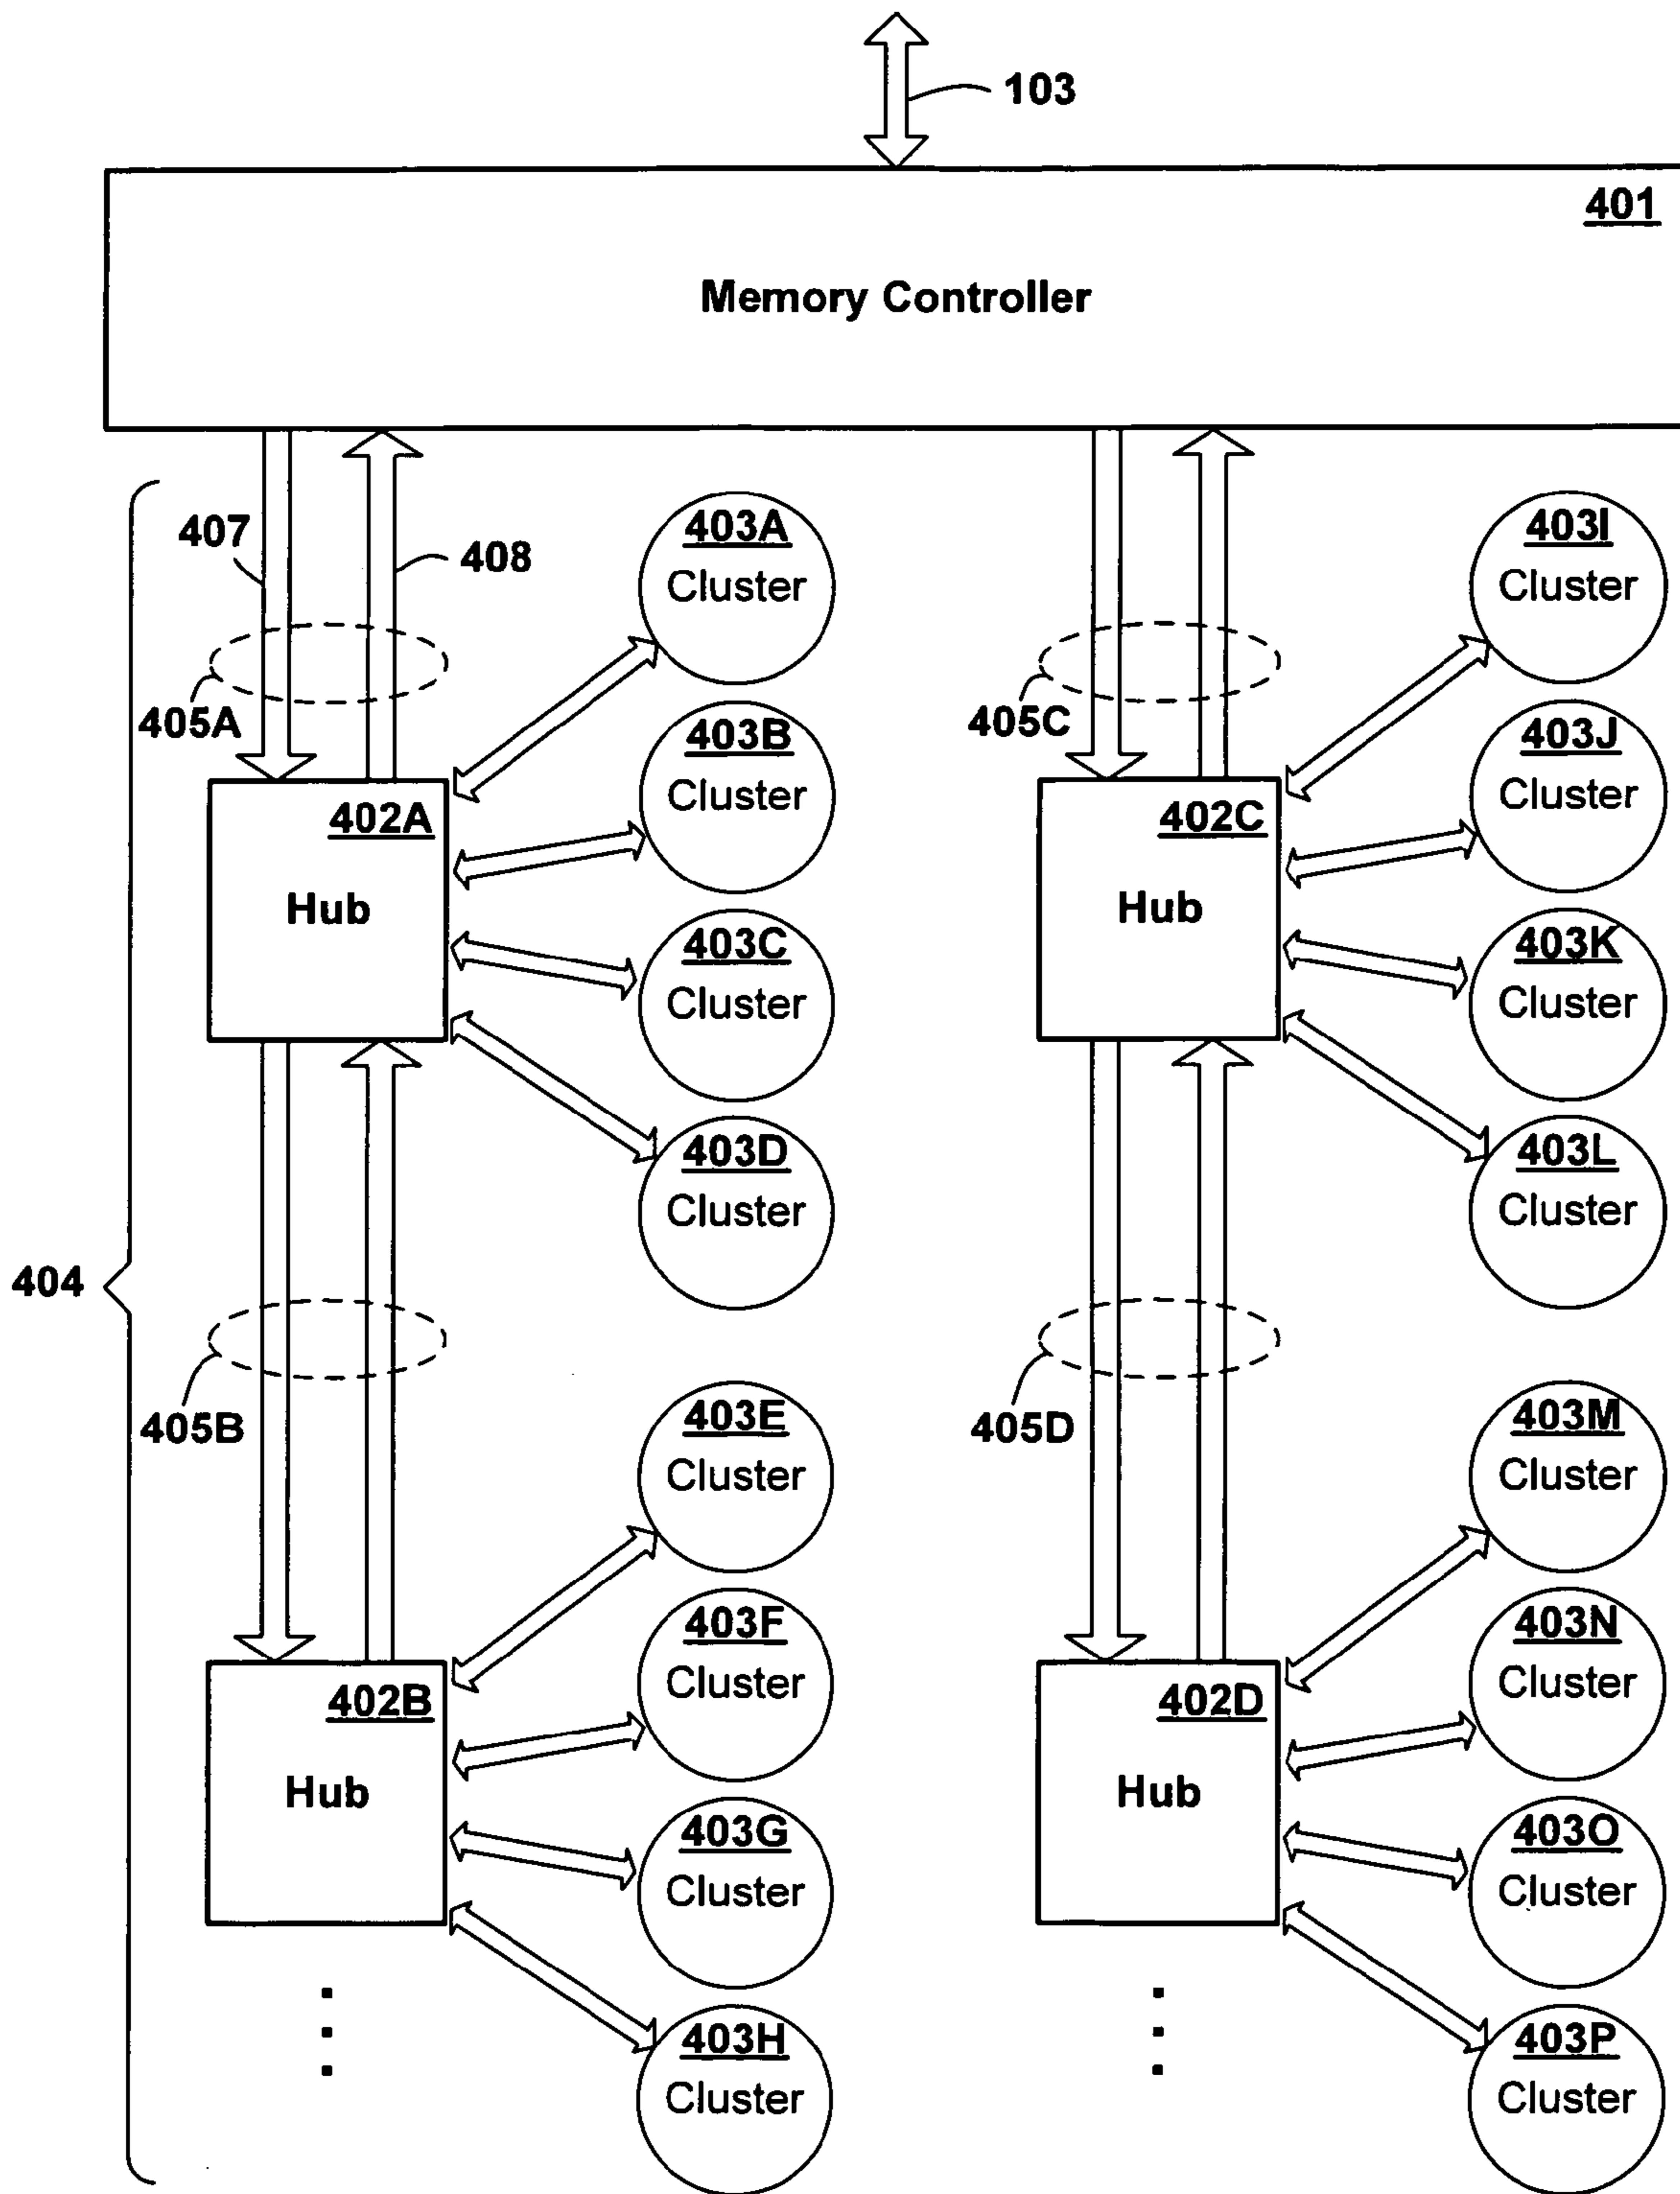 103
401
Memory Controller
407
408
405A
403A
Cluster
403B
Cluster
402A
Hub
403C
Cluster
403D
Cluster
405C
403I
Cluster
403J
Cluster
402C
Hub
403K
Cluster
403L
Cluster
404
405B
403E
Cluster
403F
Cluster
402B
Hub
403G
Cluster
403H
Cluster
405D
403M
Cluster
403N
Cluster
402D
Hub
403O
Cluster
403P
Cluster